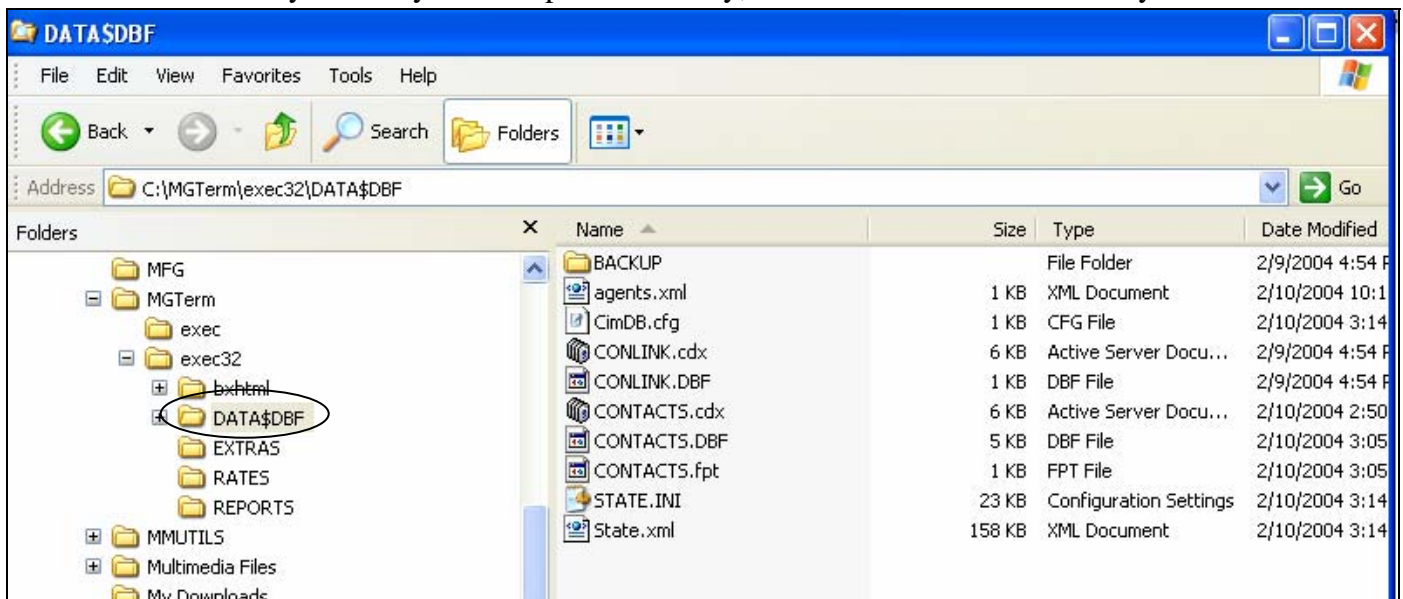 DATA$DBF
File Edit View Favorites Tools Help
Back Search Folders
Address C:\MGTerm\exec32\DATA$DBF Go
Folders x Name Size Type Date Modified
MFG
MGTerm
exec
exec32
bxhtml
DATA$DBF
EXTRAS
RATES
REPORTS
MMUTILS
Multimedia Files
My Downloads
BACKUP File Folder 2/9/2004 4:54 P
agents.xml 1 KB XML Document 2/10/2004 10:1
CimDB.cfg 1 KB CFG File 2/10/2004 3:14
CONLINK.cdx 6 KB Active Server Docu... 2/9/2004 4:54 P
CONLINK.DBF 1 KB DBF File 2/9/2004 4:54 P
CONTACTS.cdx 6 KB Active Server Docu... 2/10/2004 2:50
CONTACTS.DBF 5 KB DBF File 2/10/2004 3:05
CONTACTS.fpt 1 KB FPT File 2/10/2004 3:05
STATE.INI 23 KB Configuration Settings 2/10/2004 3:14
State.xml 158 KB XML Document 2/10/2004 3:14